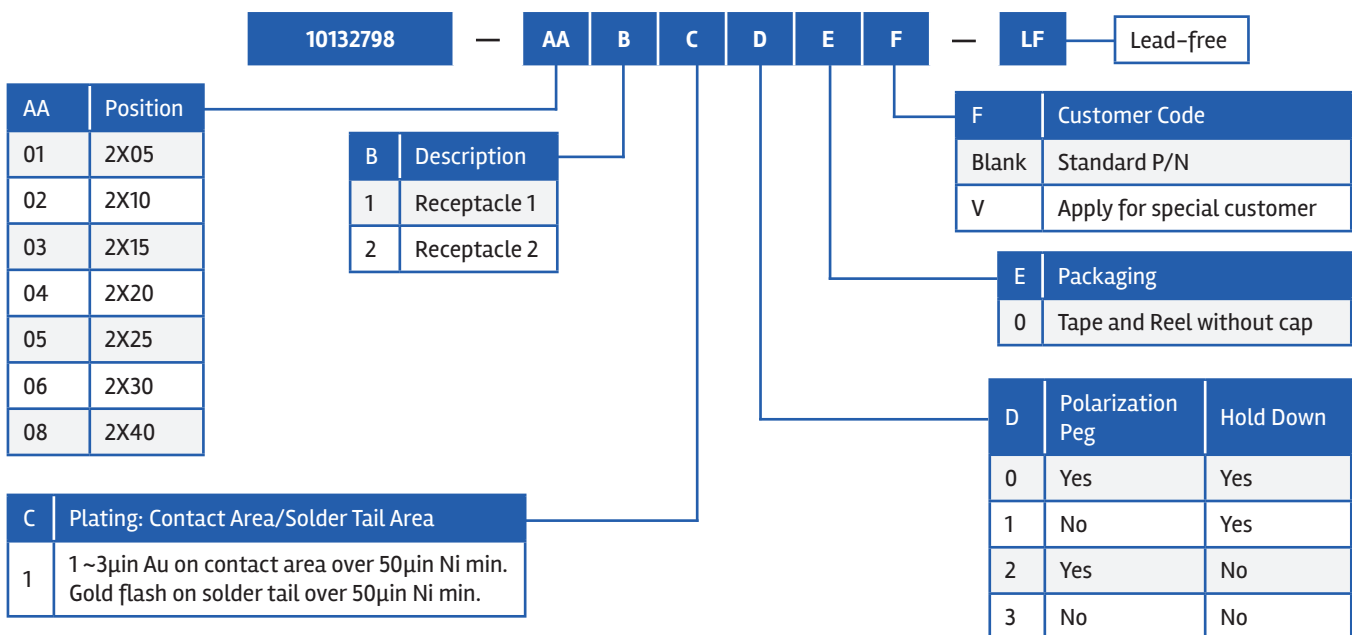 10132798 — AA B C D E F — LF Lead-free
AA Position
01 2X05
02 2X10
03 2X15
04 2X20
05 2X25
06 2X30
08 2X40
B Description
1 Receptacle 1
2 Receptacle 2
F Customer Code
Blank Standard P/N
V Apply for special customer
E Packaging
0 Tape and Reel without cap
D Polarization Peg Hold Down
0 Yes Yes
1 No Yes
2 Yes No
3 No No
C Plating: Contact Area/Solder Tail Area
1 1~3µin Au on contact area over 50µin Ni min.
Gold flash on solder tail over 50µin Ni min.